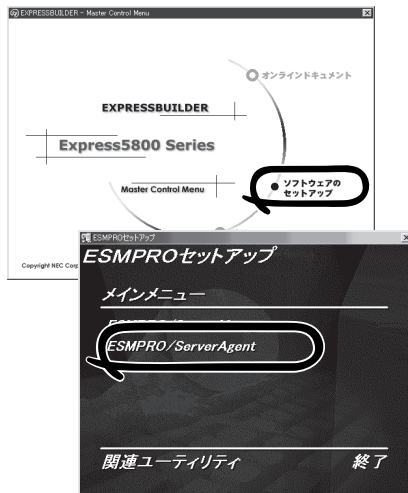 EXPRESSBUILDER - Master Control Menu
オンラインドキュメント
EXPRESSBUILDER
Express5800 Series
ソフトウェアの
セットアップ
Master Control Menu
ESMPROセットアップ
ESMPROセットアップ
Copyright NEC Corp
メインメニュー
ESMPRO/ServerAgent
関連ユーティリティ
終了